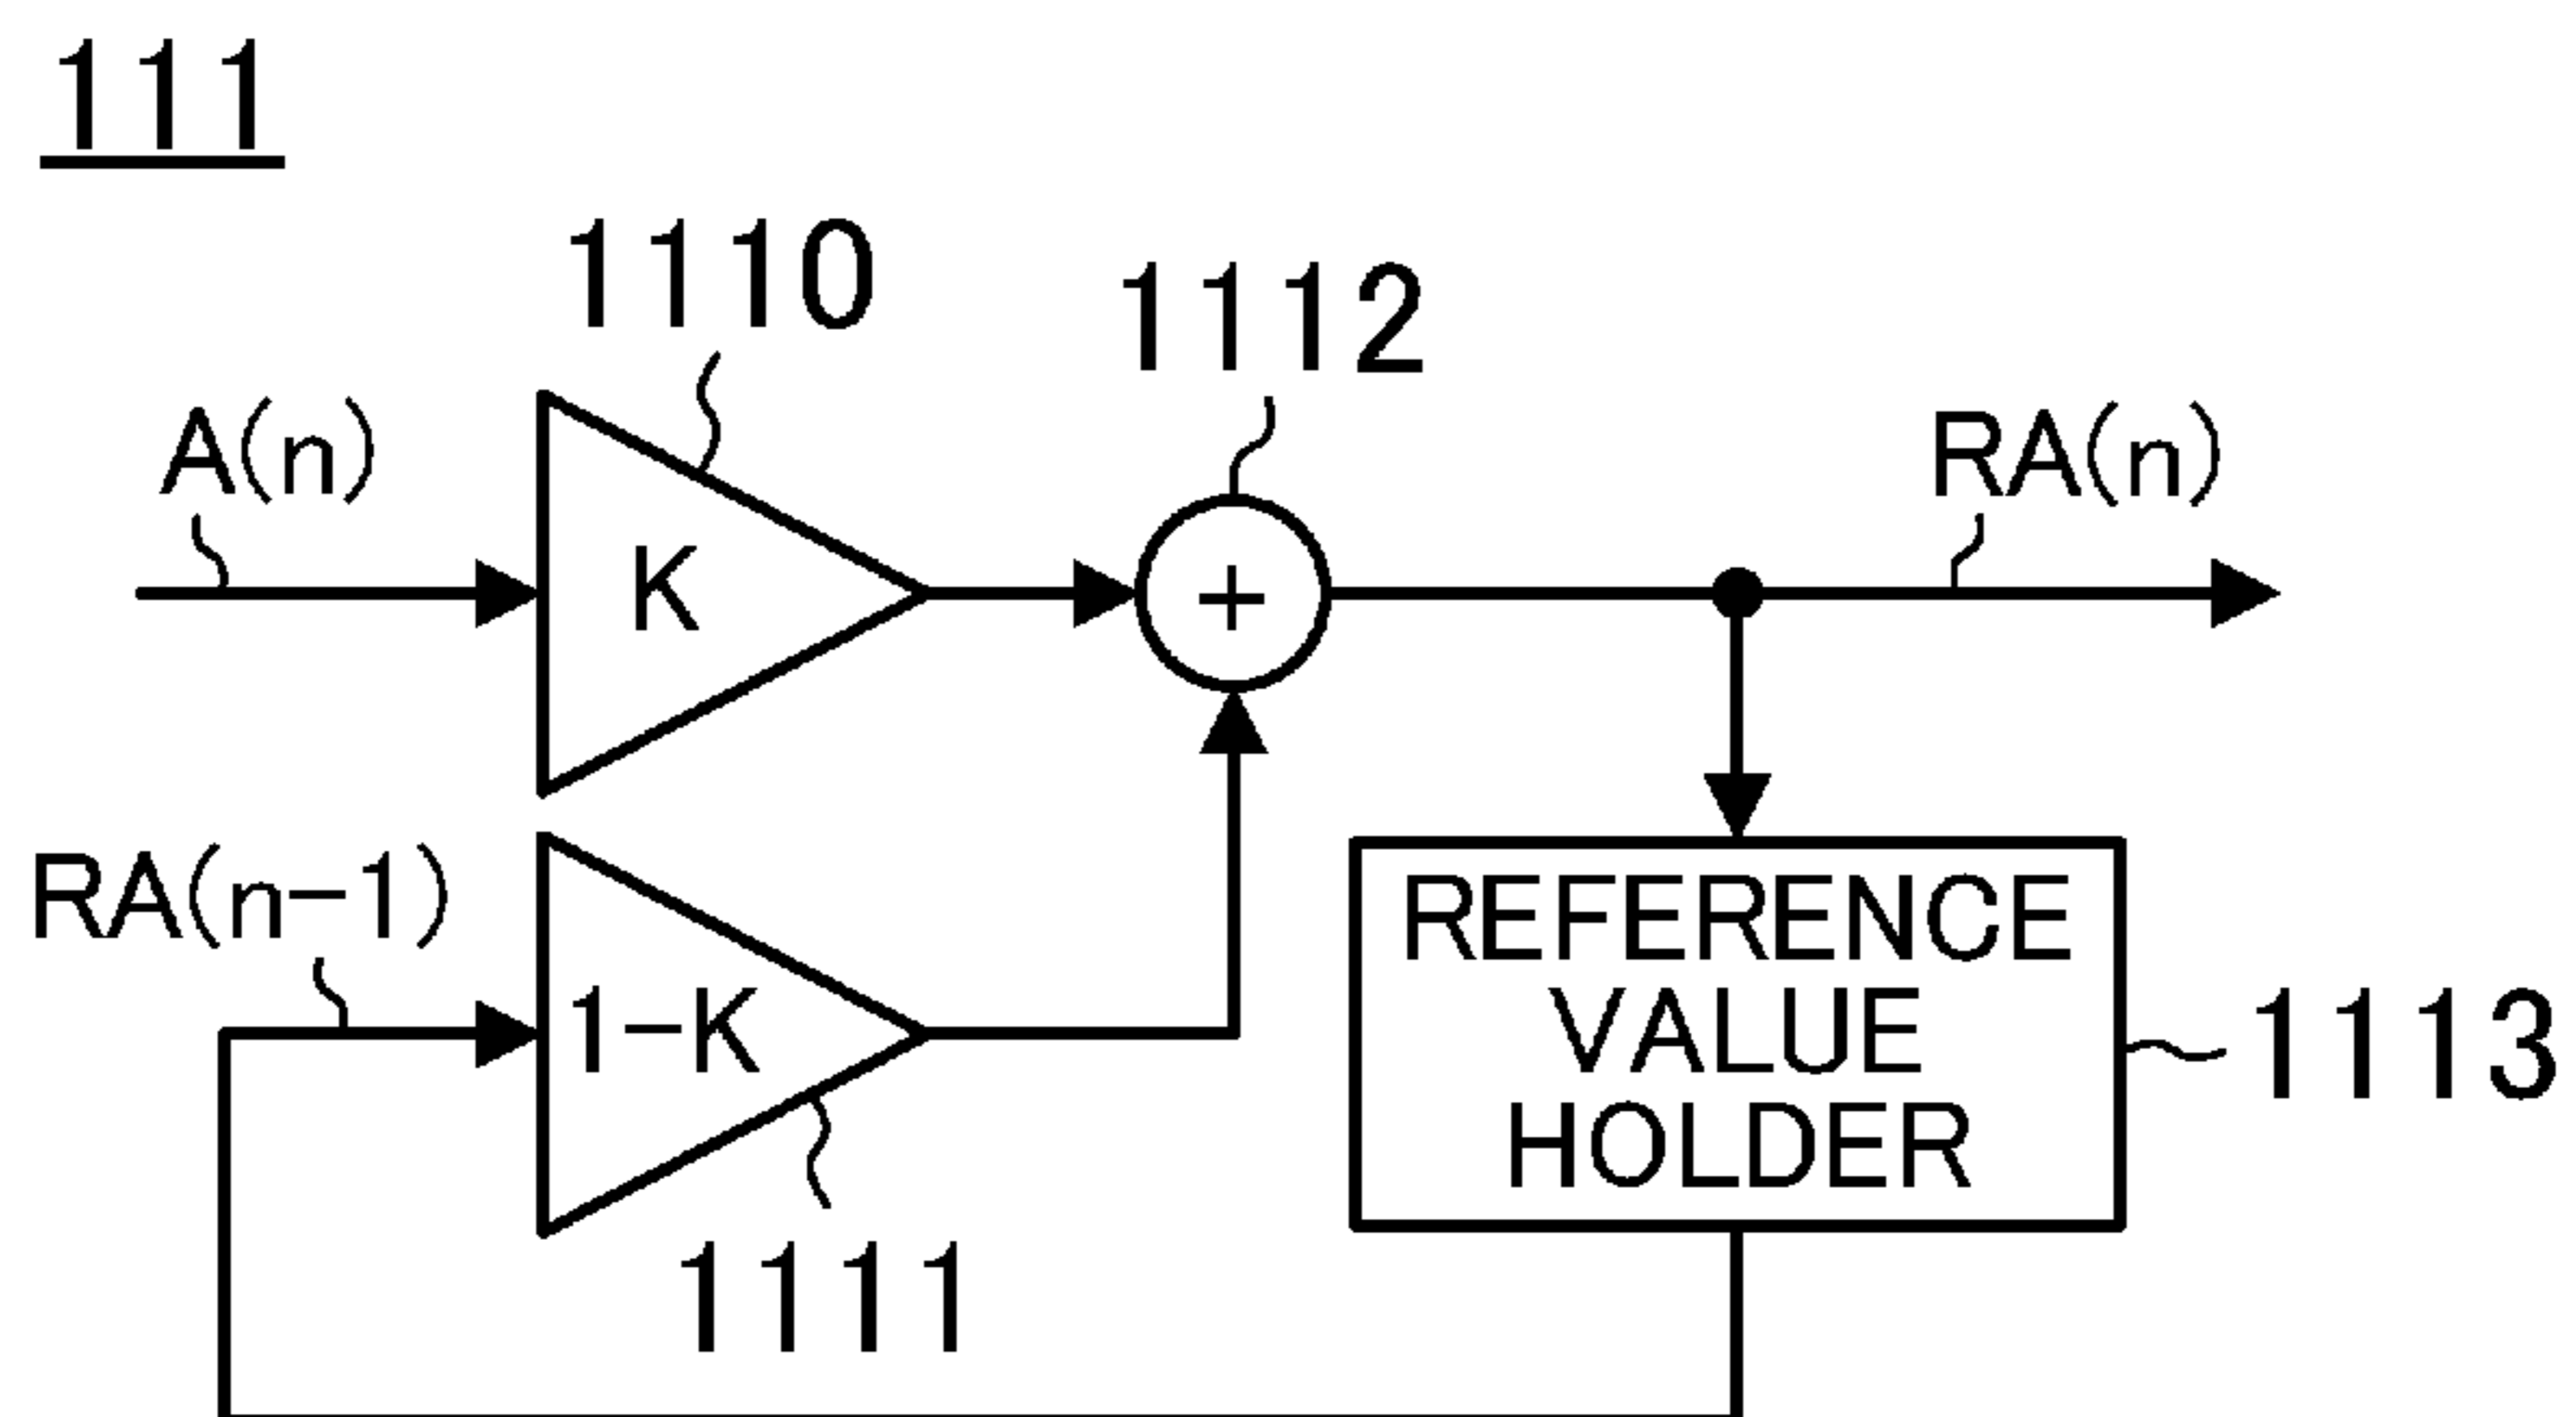 111
1110
1112
A(n)
RA(n)
K
+
RA(n-1)
1-K
REFERENCE
VALUE
HOLDER
1113
1111